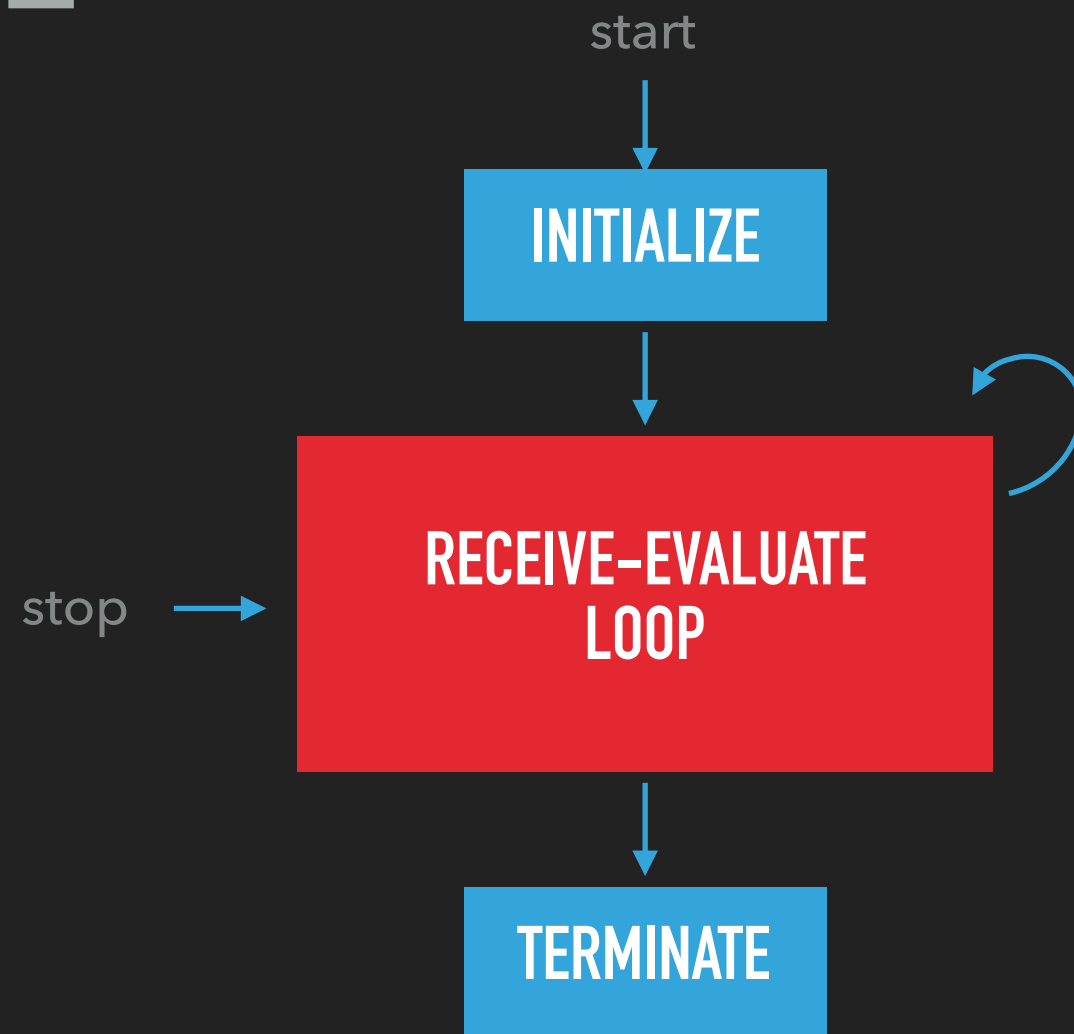 start
INITIALIZE
RECEIVE-EVALUATE
LOOP
stop
TERMINATE